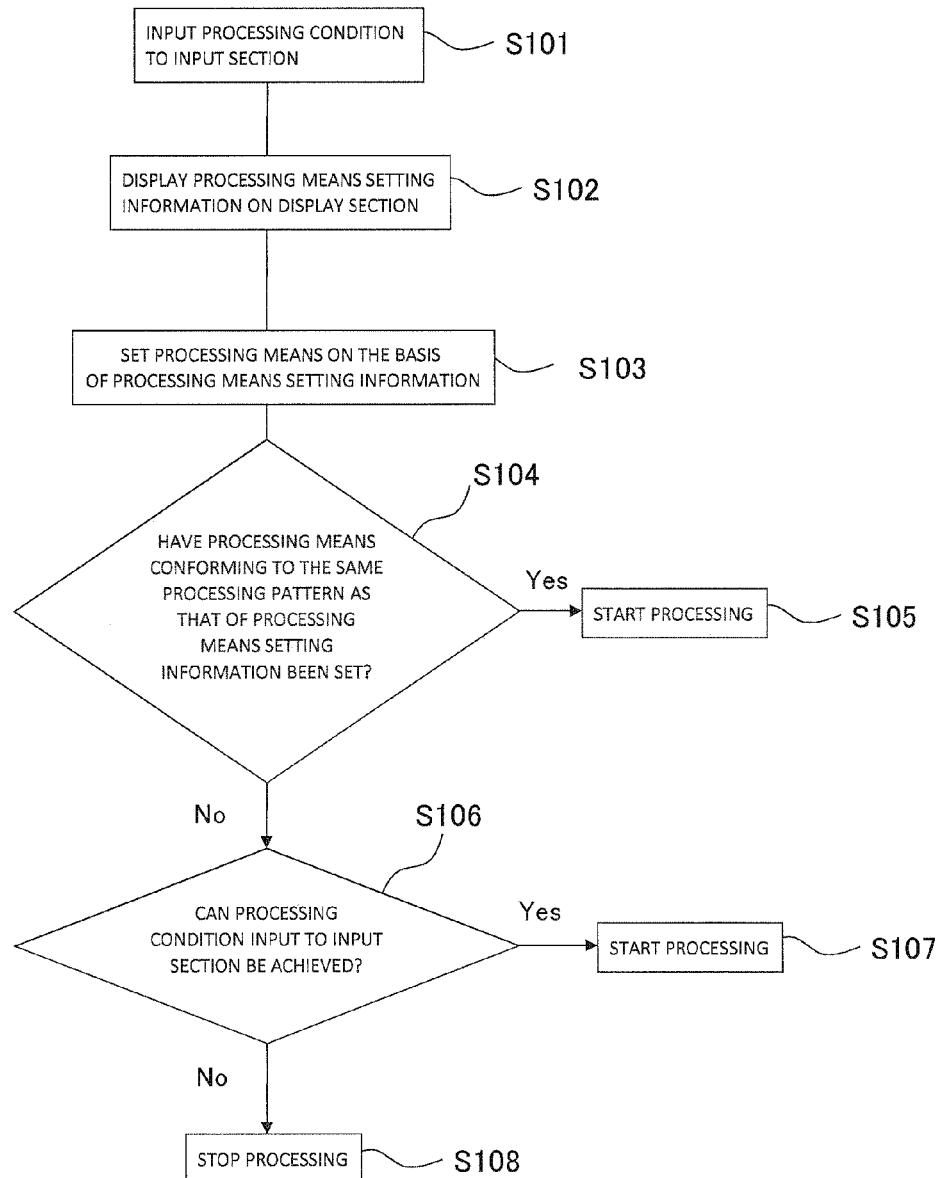 INPUT PROCESSING CONDITION
TO INPUT SECTION
S101
DISPLAY PROCESSING MEANS SETTING
INFORMATION ON DISPLAY SECTION
S102
SET PROCESSING MEANS ON THE BASIS
OF PROCESSING MEANS SETTING INFORMATION
S103
S104
HAVE PROCESSING MEANS
CONFORMING TO THE SAME
PROCESSING PATTERN AS
THAT OF PROCESSING
MEANS SETTING
INFORMATION BEEN SET?
Yes
START PROCESSING
S105
No
S106
CAN PROCESSING
CONDITION INPUT TO INPUT
SECTION BE ACHIEVED?
Yes
START PROCESSING
S107
No
STOP PROCESSING
S108